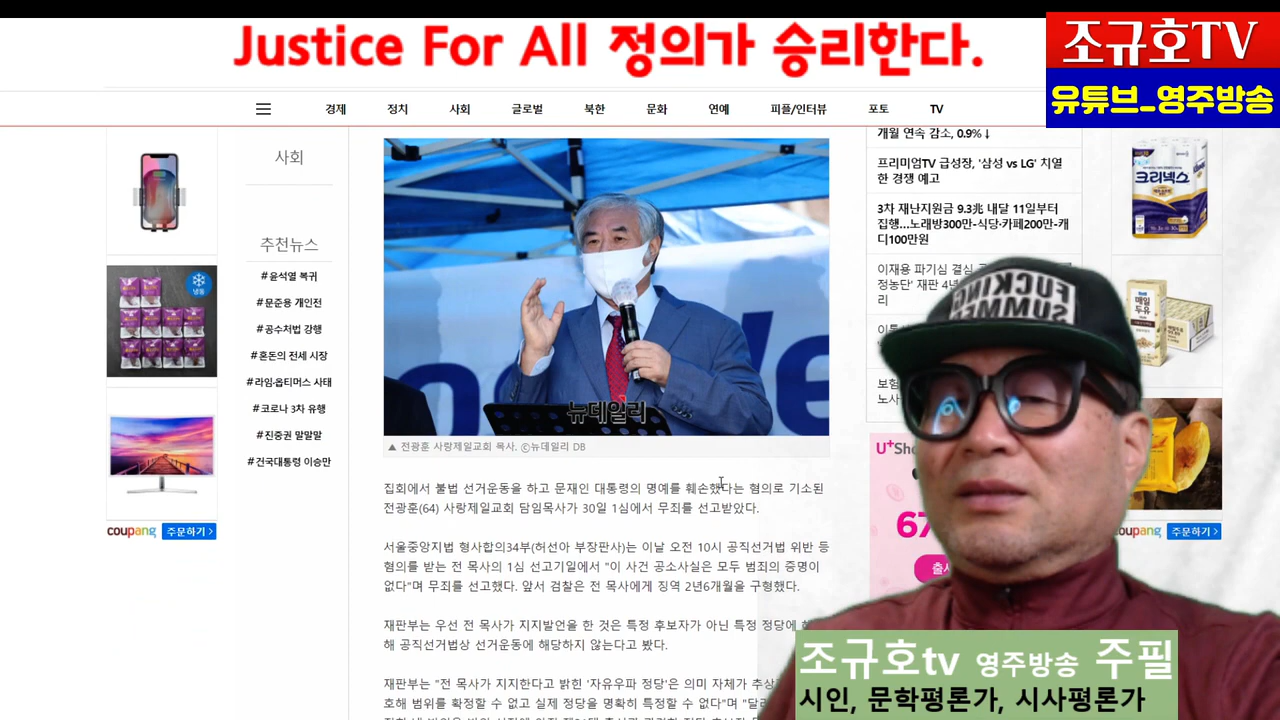 Justice For All 정의가 승리한다.
조규호TV
유튜브_영주방송
경제 정치 사회 글로벌 북한 문화 연예 피플/인터뷰 포토 TV
사회
추천뉴스
#윤석열 복귀
#문준용 개인전
#공수처법 강행
#혼돈의 전세 시장
#라임·옵티머스 사태
#코로나 3차 유행
#진중권 말말말
#건국대통령 이승만
냉동
coupang 주문하기 >
뉴데일리
▲ 전광훈 사랑제일교회 목사. ⓒ뉴데일리 DB
집회에서 불법 선거운동을 하고 문재인 대통령의 명예를 훼손했다는 혐의로 기소된
전광훈(64) 사랑제일교회 담임목사가 30일 1심에서 무죄를 선고받았다.
서울중앙지법 형사합의34부(허선아 부장판사)는 이날 오전 10시 공직선거법 위반 등
혐의를 받는 전 목사의 1심 선고기일에서 "이 사건 공소사실은 모두 범죄의 증명이
없다"며 무죄를 선고했다. 앞서 검찰은 전 목사에게 징역 2년6개월을 구형했다.
재판부는 우선 전 목사가 지지발언을 한 것은 특정 후보자가 아닌 특정 정당에
해 공직선거법상 선거운동에 해당하지 않는다고 봤다.
재판부는 "전 목사가 지지한다고 밝힌 '자유우파 정당'은 의미 자체가
호해 범위를 확정할 수 없고 실제 정당을 명확히 특정할 수 없다"며
개월 연속 감소, 0.9%↓
프리미엄TV 급성장, '삼성 vs LG' 치열
한 경쟁 예고
3차 재난지원금 9.3兆 내달 11일부터
집행…노래방300만-식당·카페200만-캐
디100만원
이재용 파기심 결심
정농단' 재판 4년
리
보험
노사
U+Sho
67
출시
크리넥스
매일
두유
주문하기 >
FUCKING
SUMMER
조규호tv 영주방송 주필
시인, 문학평론가, 시사평론가